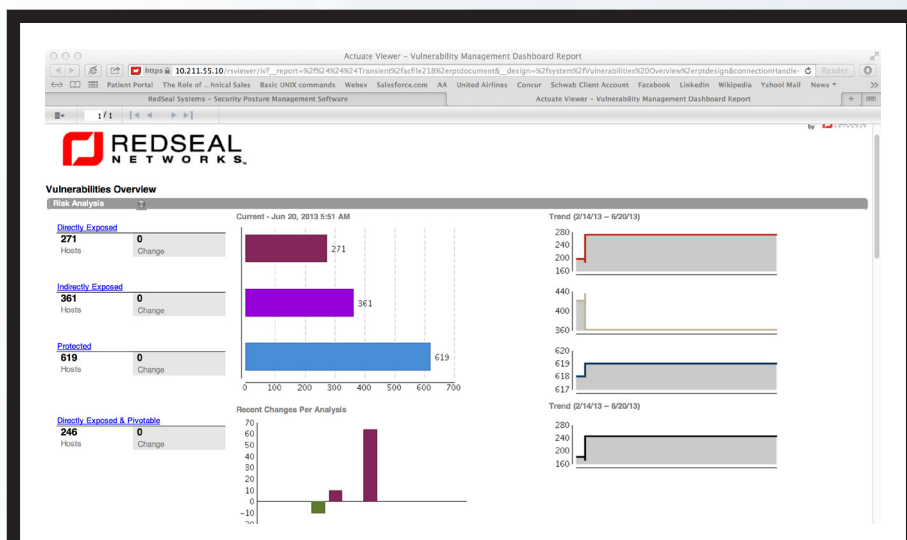 Actuate Viewer – Vulnerability Management Dashboard Report
https 10.211.55.10/rsviewer/iv?__report=%2f%24%24%24Transient%2facfile218%2erptdocument&__design=%2fsystem%2fVulnerabilities%20Overview%2erptdesign&connectionHandle- Reader
Patient Portal The Role of ...hnical Sales Basic UNIX commands Webex Salesforce.com AA United Airlines Concur Schwab Client Account Facebook LinkedIn Wikipedia Yahoo! Mail News
RedSeal Systems – Security Posture Management Software
Actuate Viewer – Vulnerability Management Dashboard Report
1/1
by
REDSEAL
NETWORKS
Vulnerabilities Overview
Risk Analysis
Current - Jun 20, 2013 5:51 AM
Trend (2/14/13 – 6/20/13)
Directly Exposed
271 0
Hosts Change
271
280
240
200
160
Indirectly Exposed
361 0
Hosts Change
361
440
400
360
Protected
619 0
Hosts Change
619
620
619
618
617
0 100 200 300 400 500 600 700
Recent Changes Per Analysis
Trend (2/14/13 – 6/20/13)
Directly Exposed & Pivotable
246 0
Hosts Change
70
60
50
40
30
20
10
0
-10
280
240
200
160